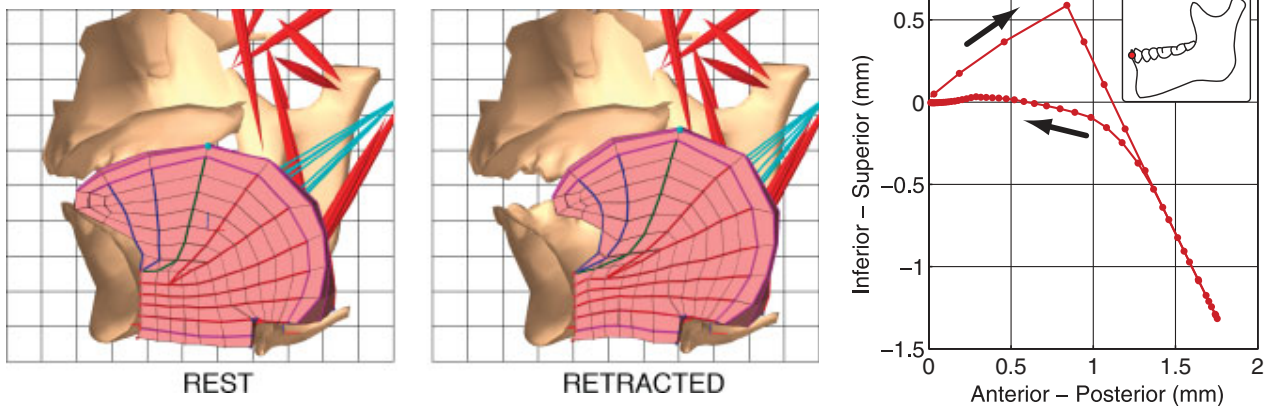 REST
RETRACTED
Inferior – Superior (mm)
0.5
0
−0.5
−1
−1.5
0 0.5 1 1.5 2
Anterior – Posterior (mm)